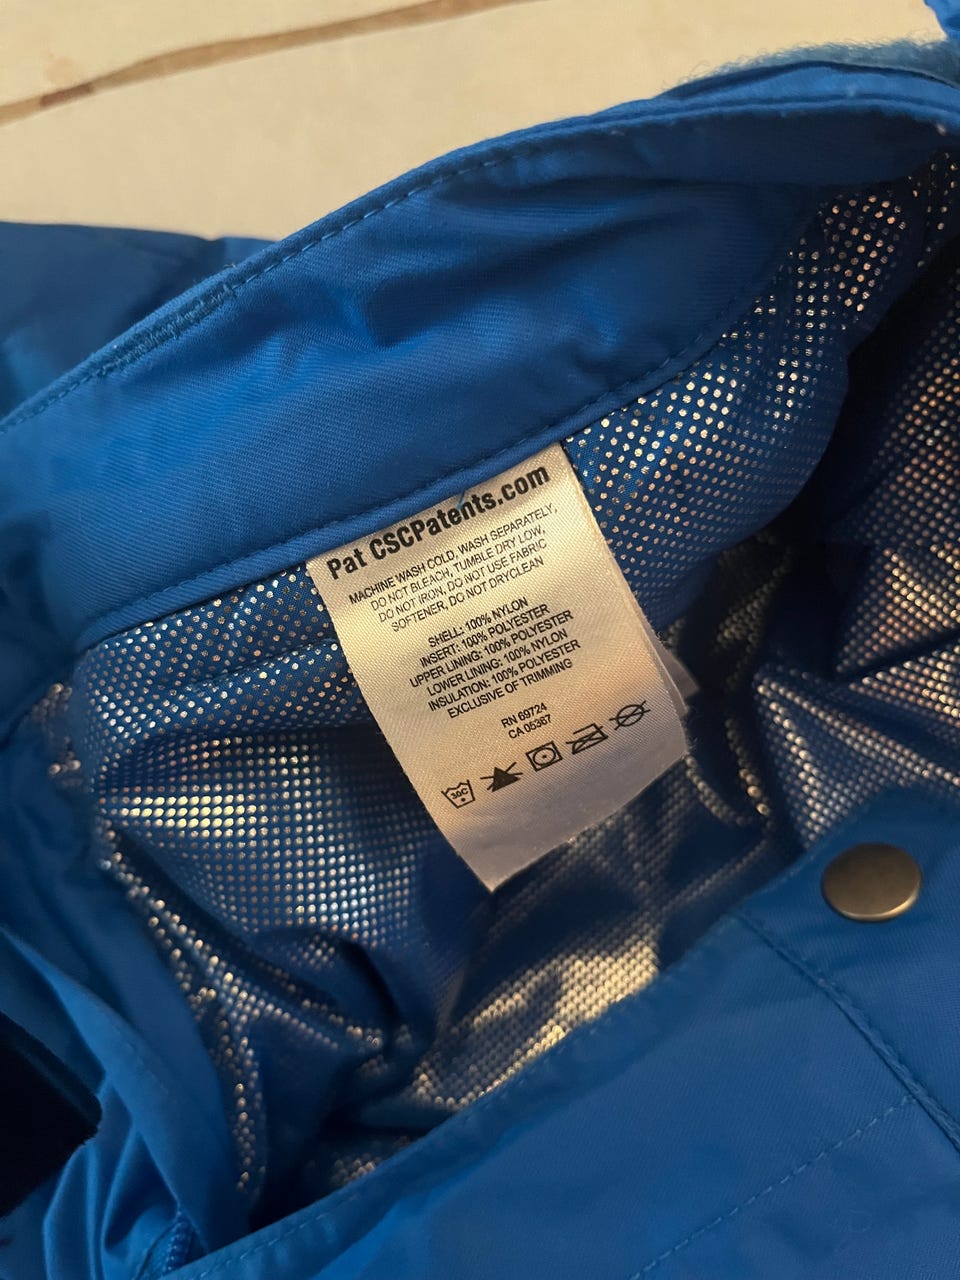 Pat CSCPatents.com
MACHINE WASH COLD, WASH SEPARATELY,
DO NOT BLEACH, TUMBLE DRY LOW,
DO NOT IRON, DO NOT USE FABRIC
SOFTENER, DO NOT DRYCLEAN
SHELL: 100% NYLON
INSERT: 100% POLYESTER
UPPER LINING: 100% POLYESTER
LOWER LINING: 100% NYLON
INSULATION: 100% POLYESTER
EXCLUSIVE OF TRIMMING
RN 69724
CA 05367
30C